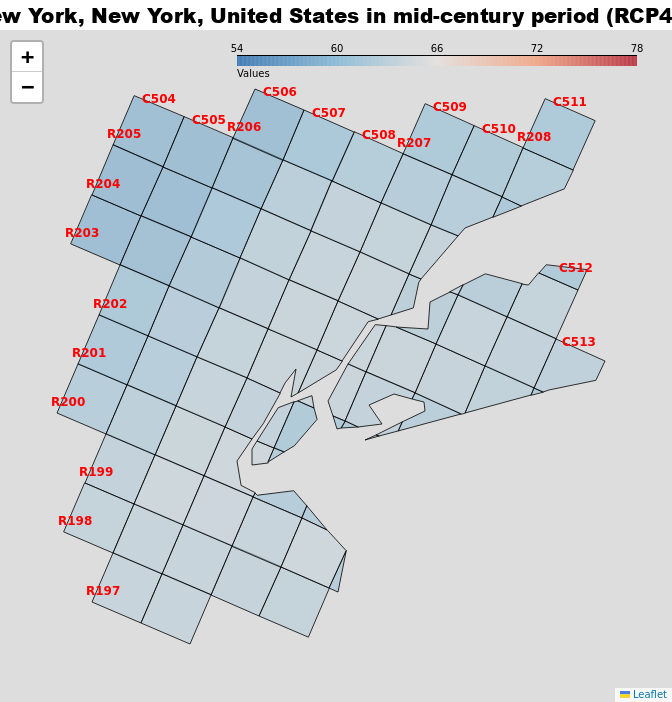 w York, New York, United States in mid-century period (RCP4
+
−
54 60 66 72 78
Values
C504
C505
C506
C507
C508
C509
C510
C511
C512
C513
R205
R206
R207
R208
R204
R203
R202
R201
R200
R199
R198
R197
Leaflet